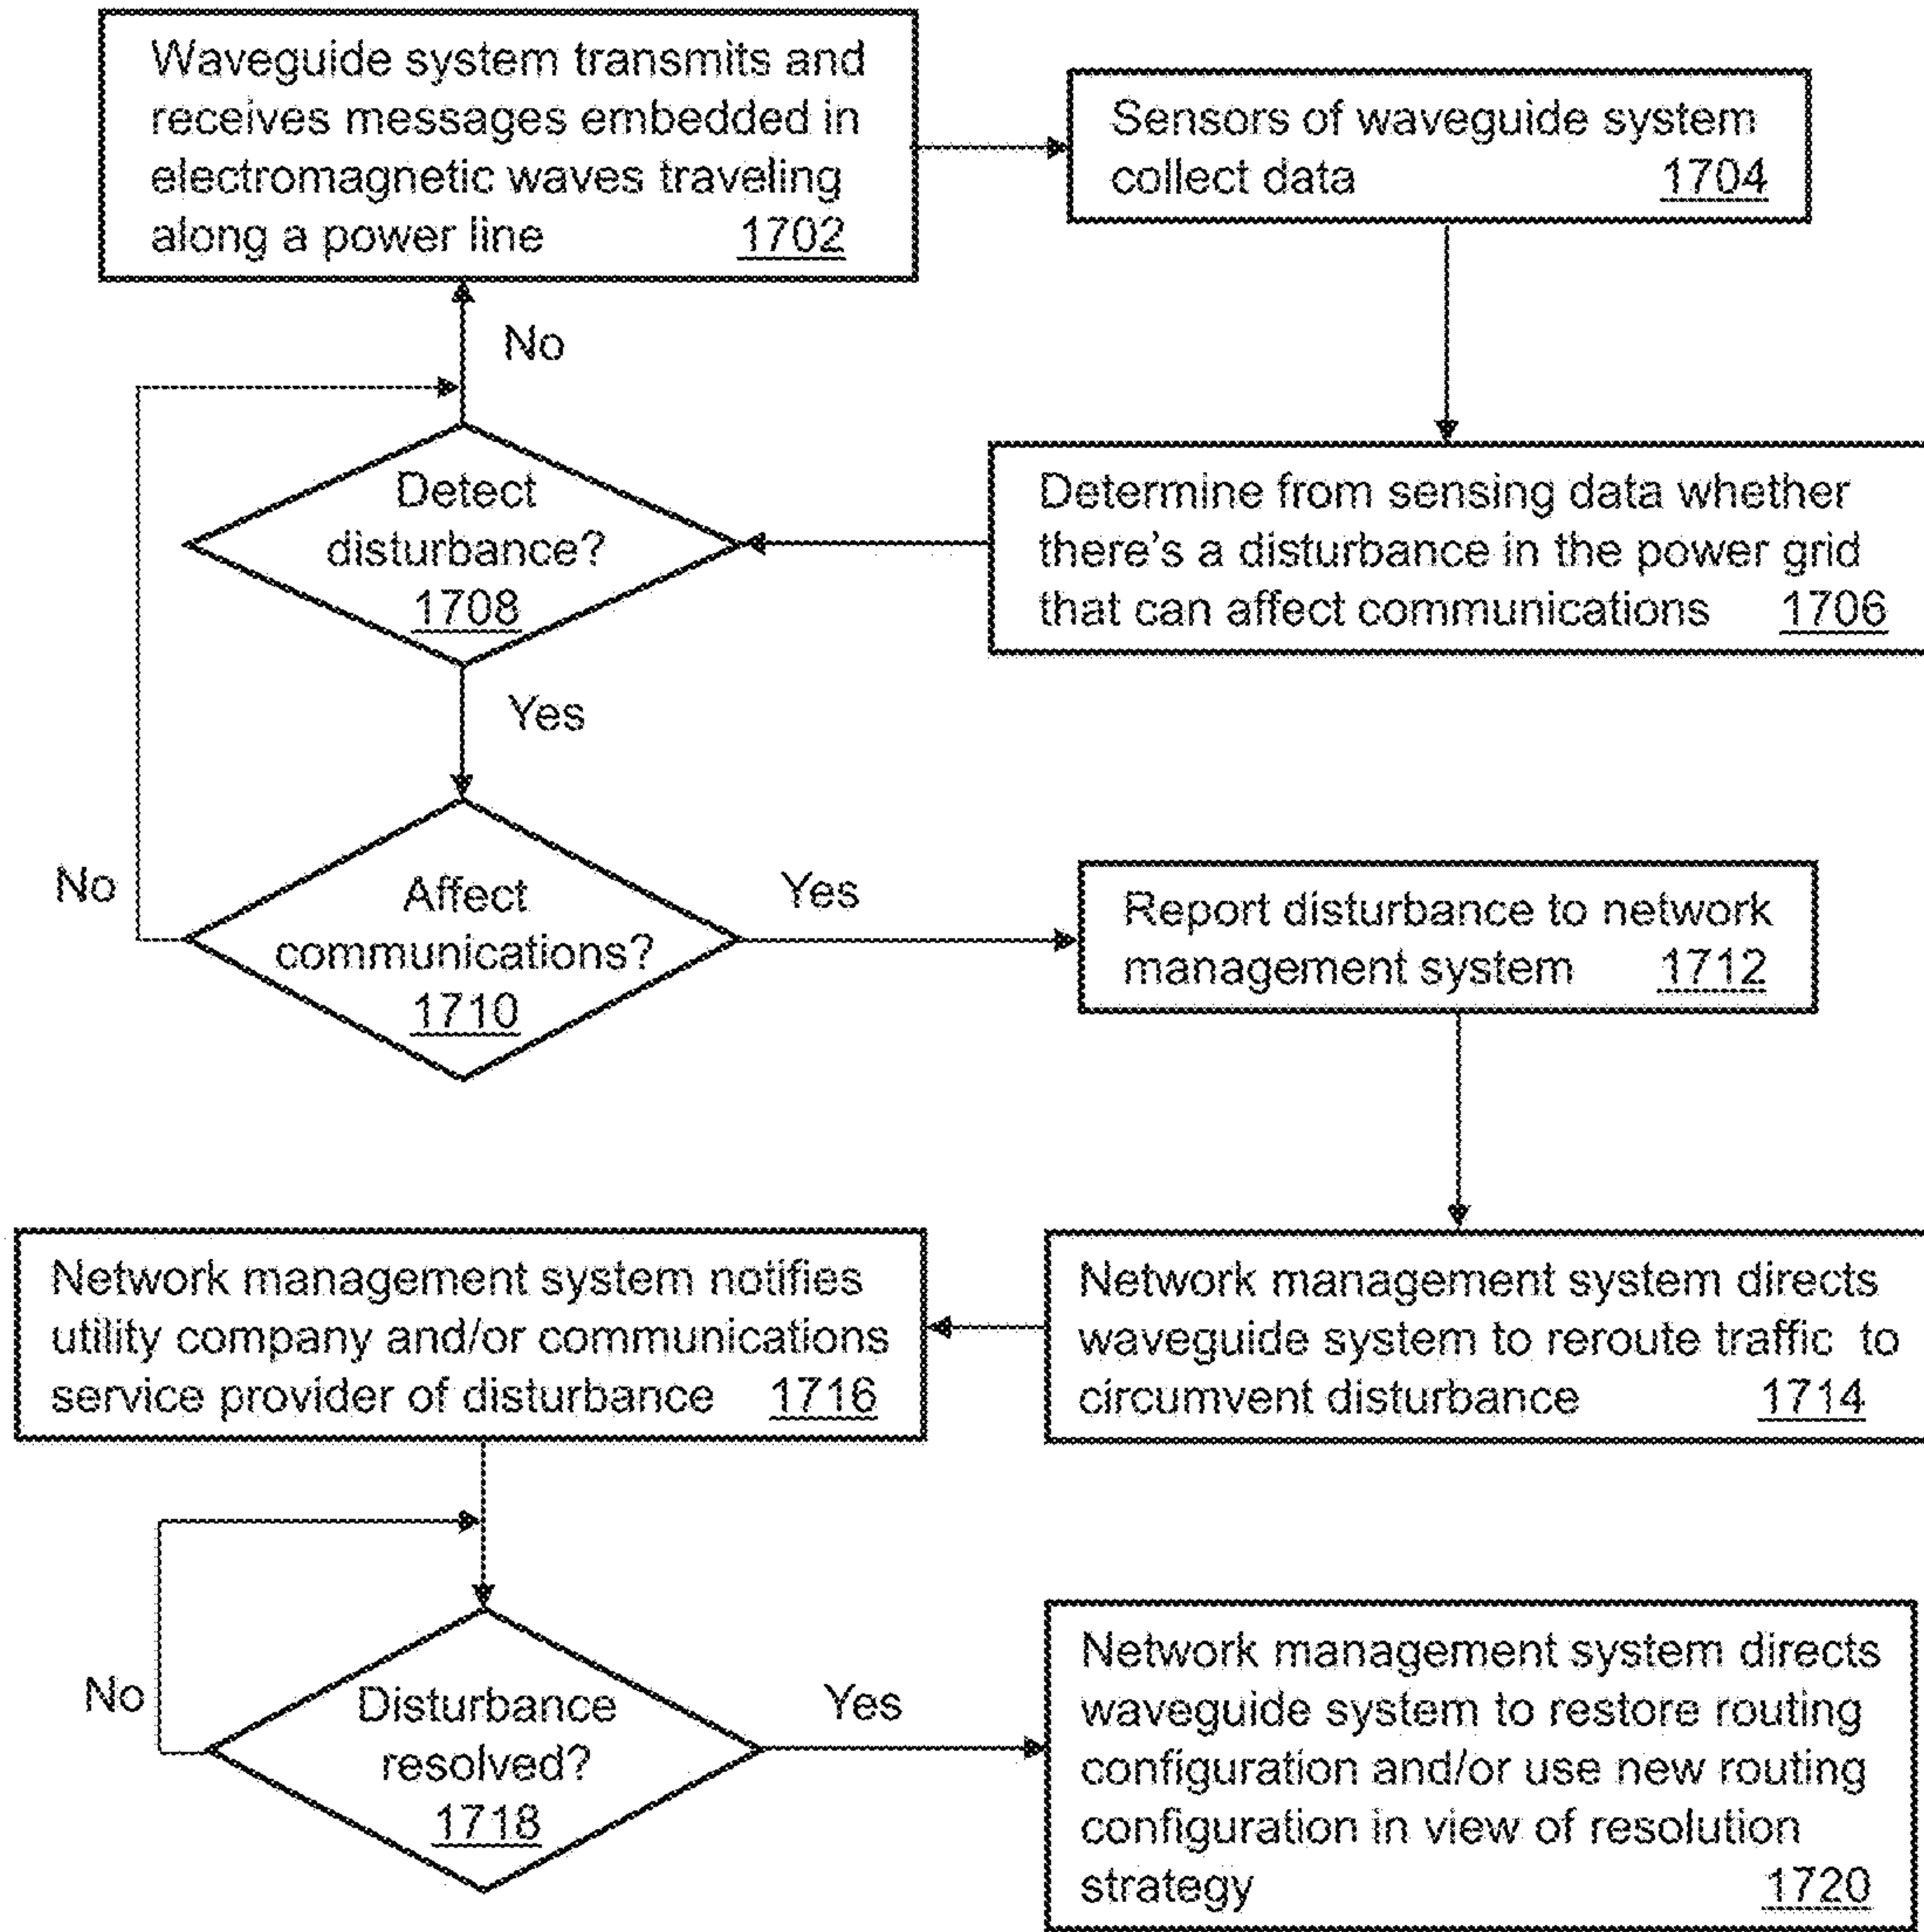 Waveguide system transmits and
receives messages embedded in
electromagnetic waves traveling
along a power line 1702
Sensors of waveguide system
collect data 1704
No
Detect
disturbance?
1708
Determine from sensing data whether
there's a disturbance in the power grid
that can affect communications 1706
Yes
No
Affect
communications?
1710
Yes
Report disturbance to network
management system 1712
Network management system notifies
utility company and/or communications
service provider of disturbance 1716
Network management system directs
waveguide system to reroute traffic to
circumvent disturbance 1714
No
Disturbance
resolved?
1718
Yes
Network management system directs
waveguide system to restore routing
configuration and/or use new routing
configuration in view of resolution
strategy 1720